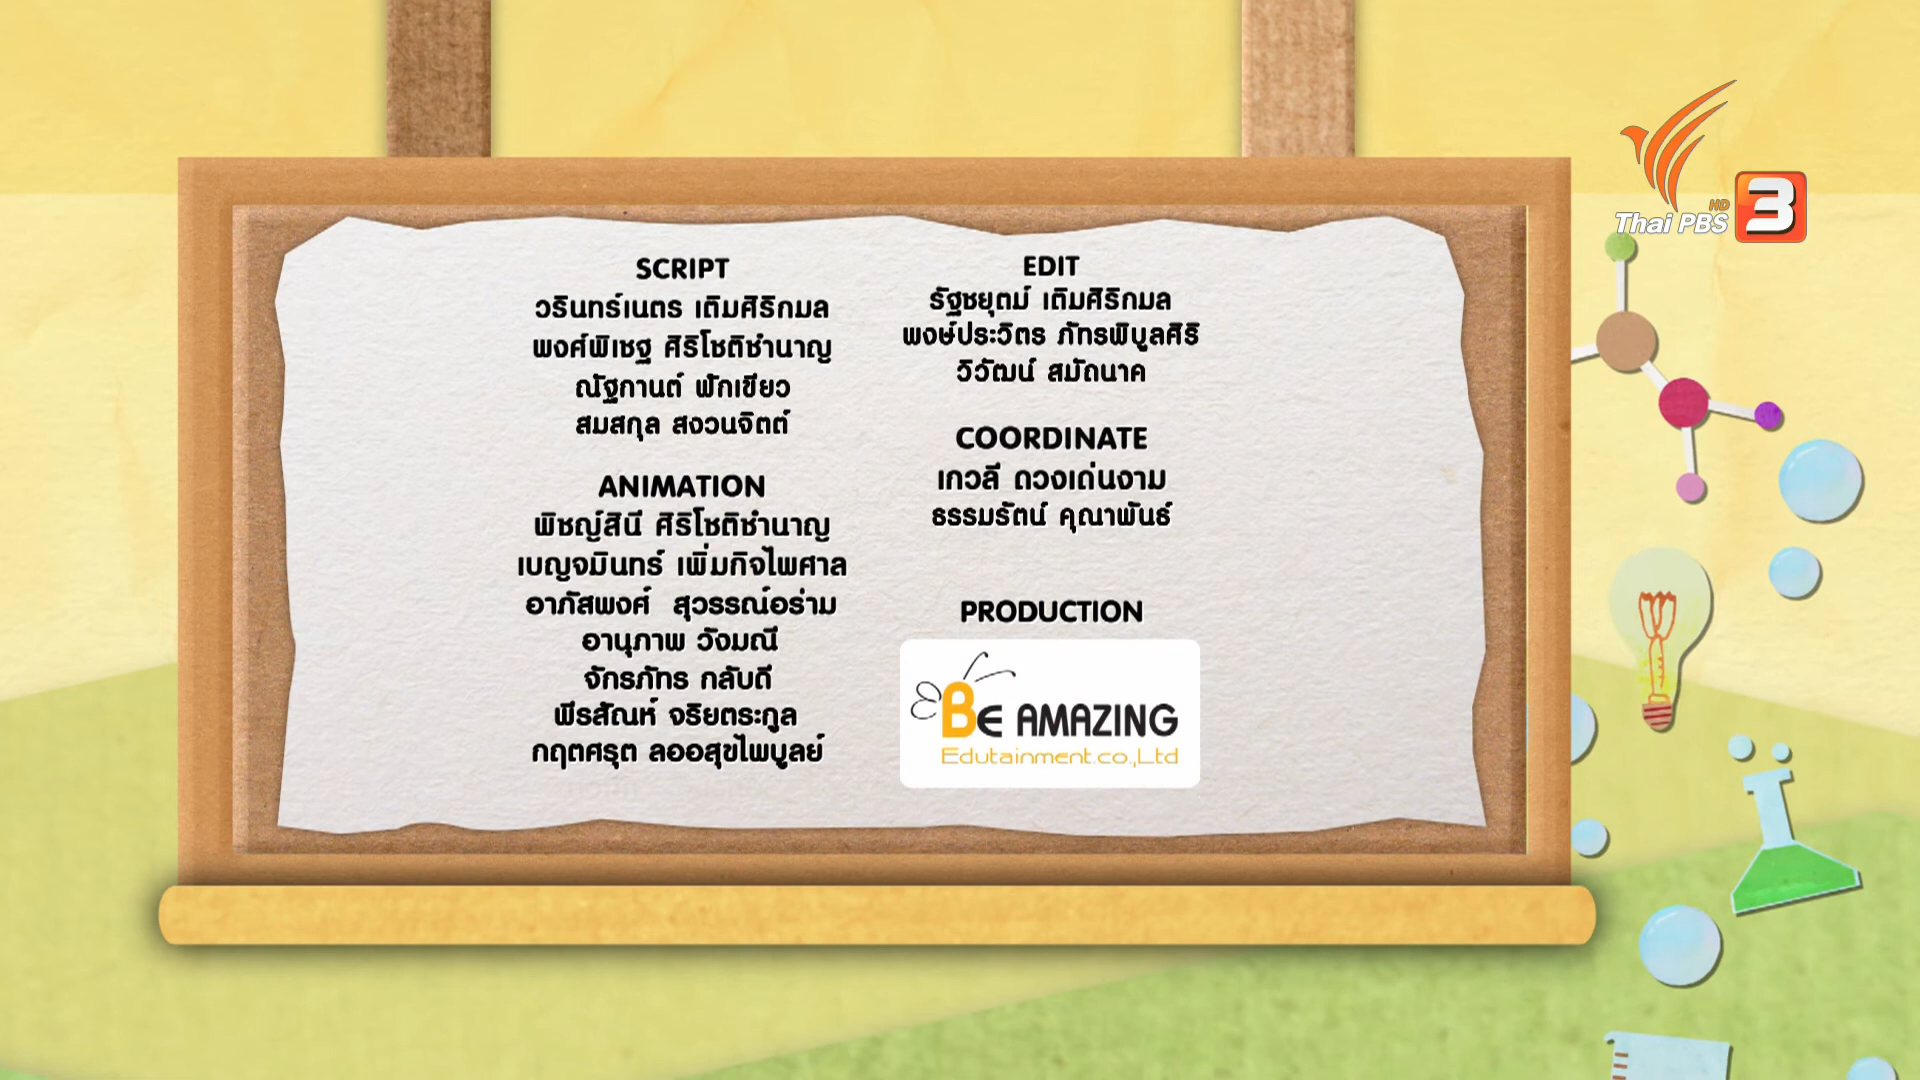 SCRIPT
วรินทร์เนตร เติมศิริกมล
พงศ์พิเชฐ ศิริโชติชำนาญ
ณัฐกานต์ ฟักเขียว
สมสกุล สงวนจิตต์
ANIMATION
พิชญ์สินี ศิริโชติชำนาญ
เบญจมินทร์ เพิ่มกิจไพศาล
อาภัสพงศ์ สุวรรณ์อร่าม
อานุภาพ วังมณี
จักรภัทร กลับดี
พีรสัณห์ จริยตระกูล
กฤตศรุต ลออสุขไพบูลย์
EDIT
รัฐชยุตม์ เติมศิริกมล
พงษ์ประวิตร ภัทรพิบูลศิริ
วิวัฒน์ สมัถนาค
COORDINATE
เกวลี ดวงเด่นงาม
ธรรมรัตน์ คุณาพันธ์
PRODUCTION
BE AMAZING
Edutainment.co.,Ltd
HD
Thai PBS 3